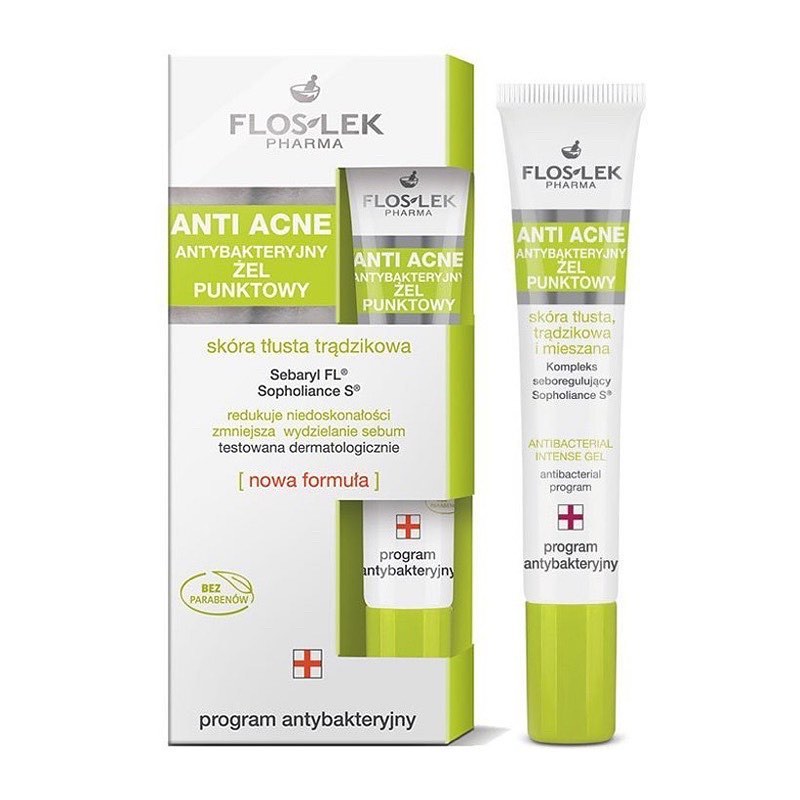 FLOS-LEK
PHARMA
ANTI ACNE
ANTYBAKTERYJNY
ŻEL
PUNKTOWY
skóra tłusta trądzikowa
Sebaryl FL®
Sopholiance S®
redukuje niedoskonałości
zmniejsza wydzielanie sebum
testowana dermatologicznie
[ nowa formuła ]
BEZ
PARABENÓW
program antybakteryjny
FLOS-LEK
PHARMA
ANTI ACNE
ANTYBAKTERYJNY
ŻEL
PUNKTOWY
program
antybakteryjny
FLOS-LEK
PHARMA
ANTI ACNE
ANTYBAKTERYJNY
ŻEL
PUNKTOWY
skóra tłusta,
trądzikowa
i mieszana
Kompleks
seboregulujący
Sopholiance S®
ANTIBACTERIAL
INTENSE GEL
antibacterial
program
program
antybakteryjny